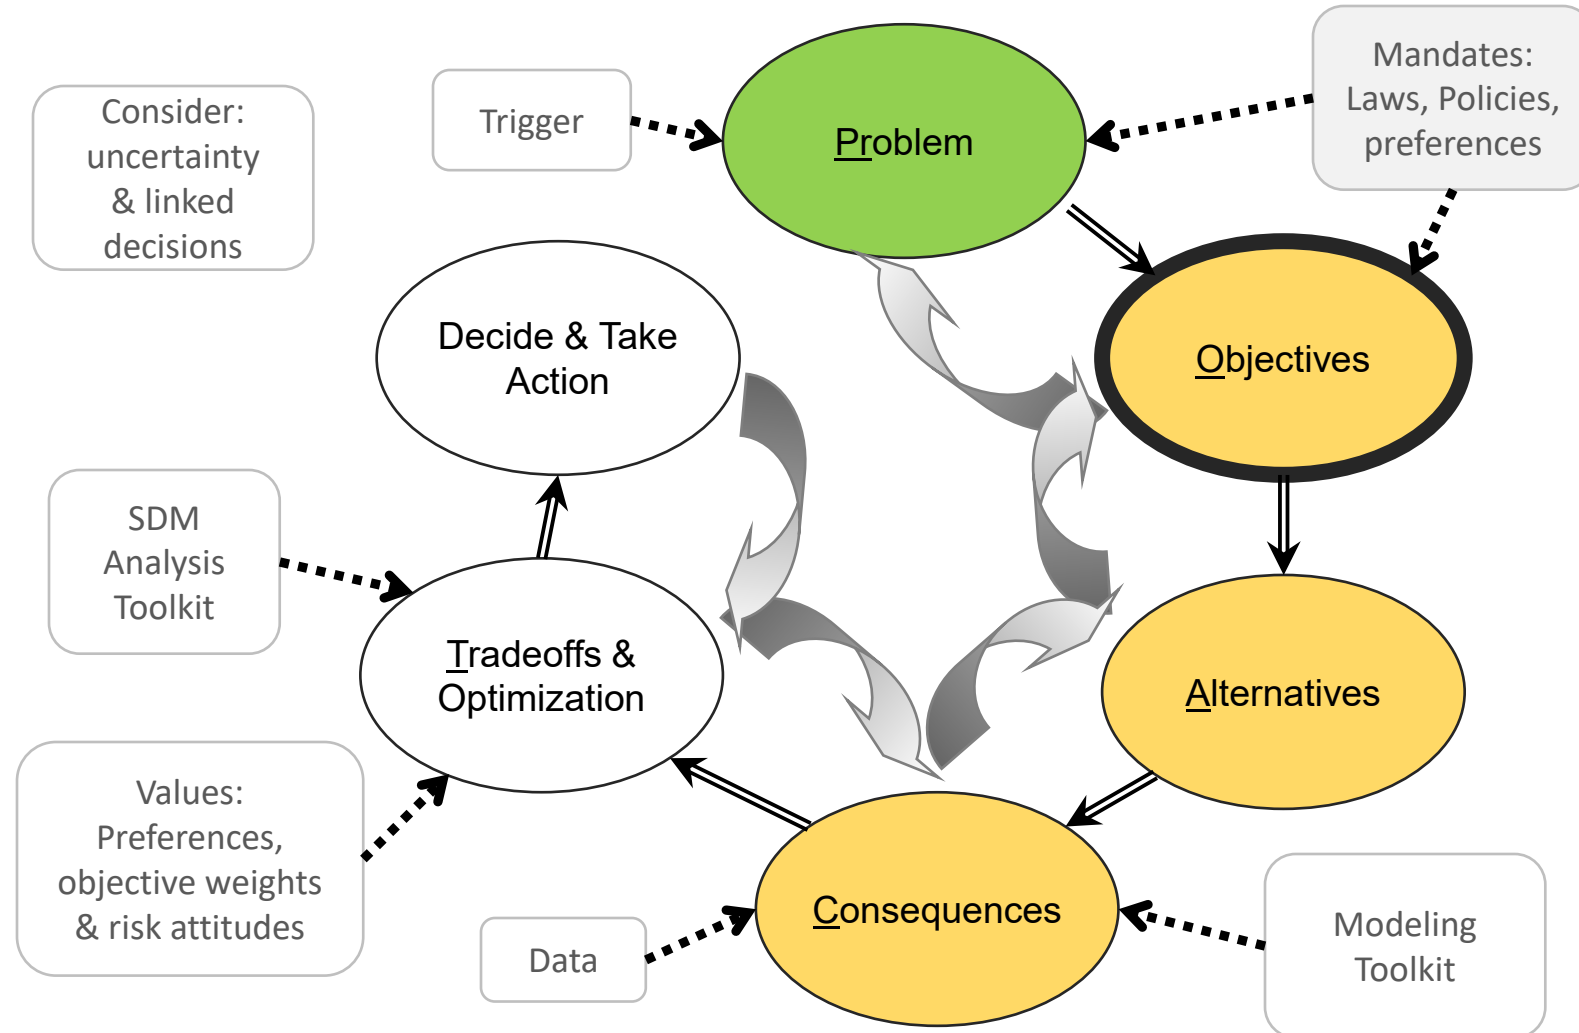 Consider:
uncertainty
& linked
decisions
Trigger
Problem
Mandates:
Laws, Policies,
preferences
Decide & Take
Action
Objectives
SDM
Analysis
Toolkit
Tradeoffs &
Optimization
Alternatives
Values:
Preferences,
objective weights
& risk attitudes
Data
Consequences
Modeling
Toolkit